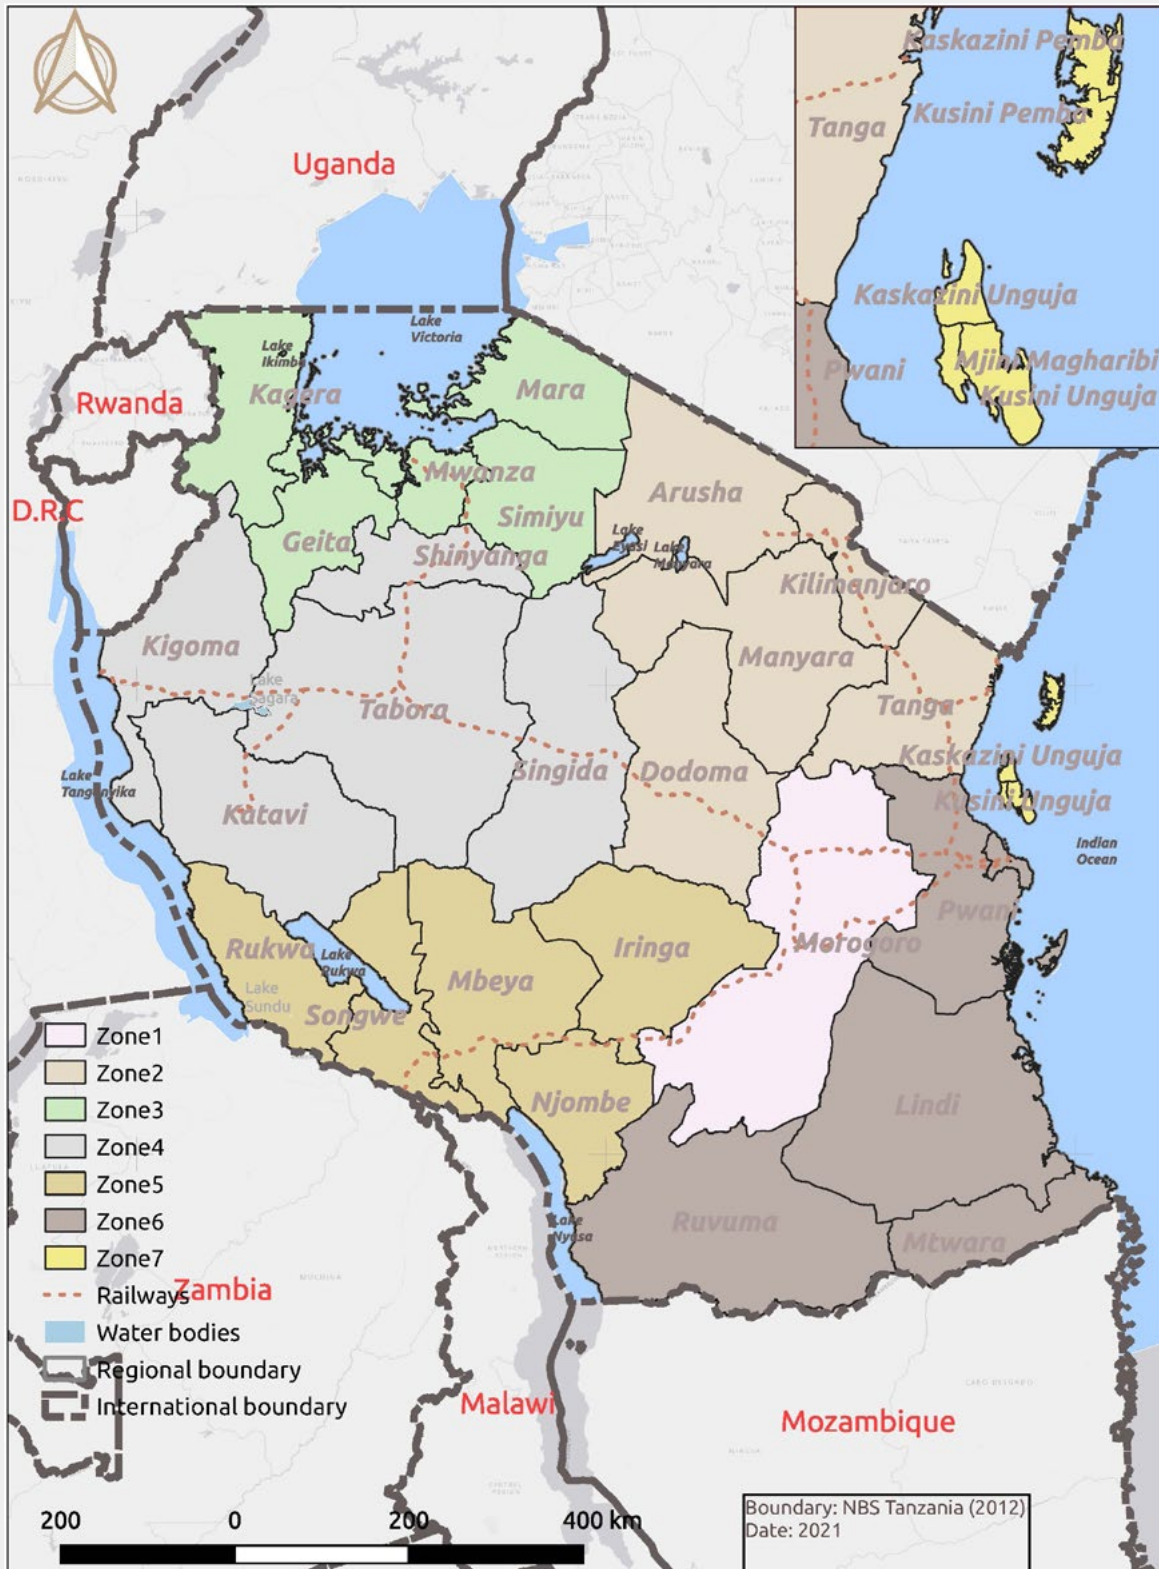 Kaskazini Pemba
Kusini Pemba
Tanga
Kaskazini Unguja
Pwani
Mjini Magharibi
Kusini Unguja
Uganda
Rwanda
D.R.C
Lake
Victoria
Lake
Ikimba
Kagera
Mara
Mwanza
Simiyu
Geita
Shinyanga
Arusha
Lake
Eyasi
Lake
Manyara
Kilimanjaro
Kigoma
Manyara
Lake
Sagara
Tabora
Tanga
Singida
Dodoma
Kaskazini Unguja
Kusini Unguja
Lake
Tanganyika
Katavi
Indian
Ocean
Pwani
Morogoro
Iringa
Rukwa
Lake
Rukwa
Mbeya
Lake
Sundu
Songwe
Njombe
Lindi
Ruvuma
Lake
Nyasa
Mtwara
Zone1
Zone2
Zone3
Zone4
Zone5
Zone6
Zone7
Zambia
Railways
Water bodies
Regional boundary
International boundary
Malawi
Mozambique
200 0 200 400 km
Boundary: NBS Tanzania (2012)
Date: 2021